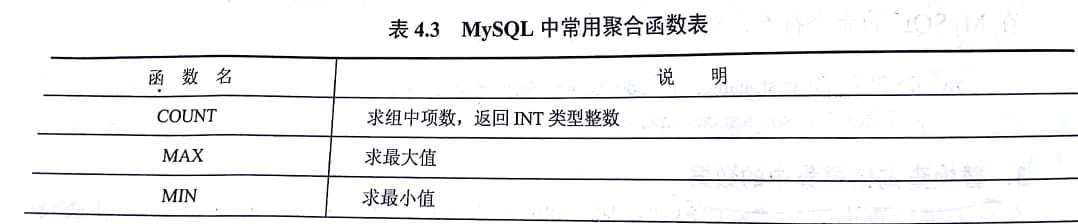 表 4.3 MySQL 中常用聚合函数表
函 数 名 说 明
COUNT 求组中项数，返回 INT 类型整数
MAX 求最大值
MIN 求最小值